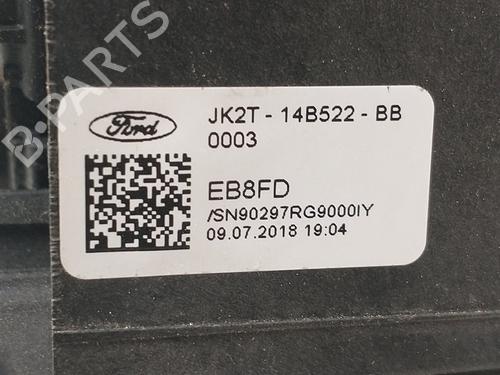 B-PARTS
Ford
JK2T - 14B522 - BB
0003
EB8FD
/SN90297RG9000IY
09.07.2018 19:04